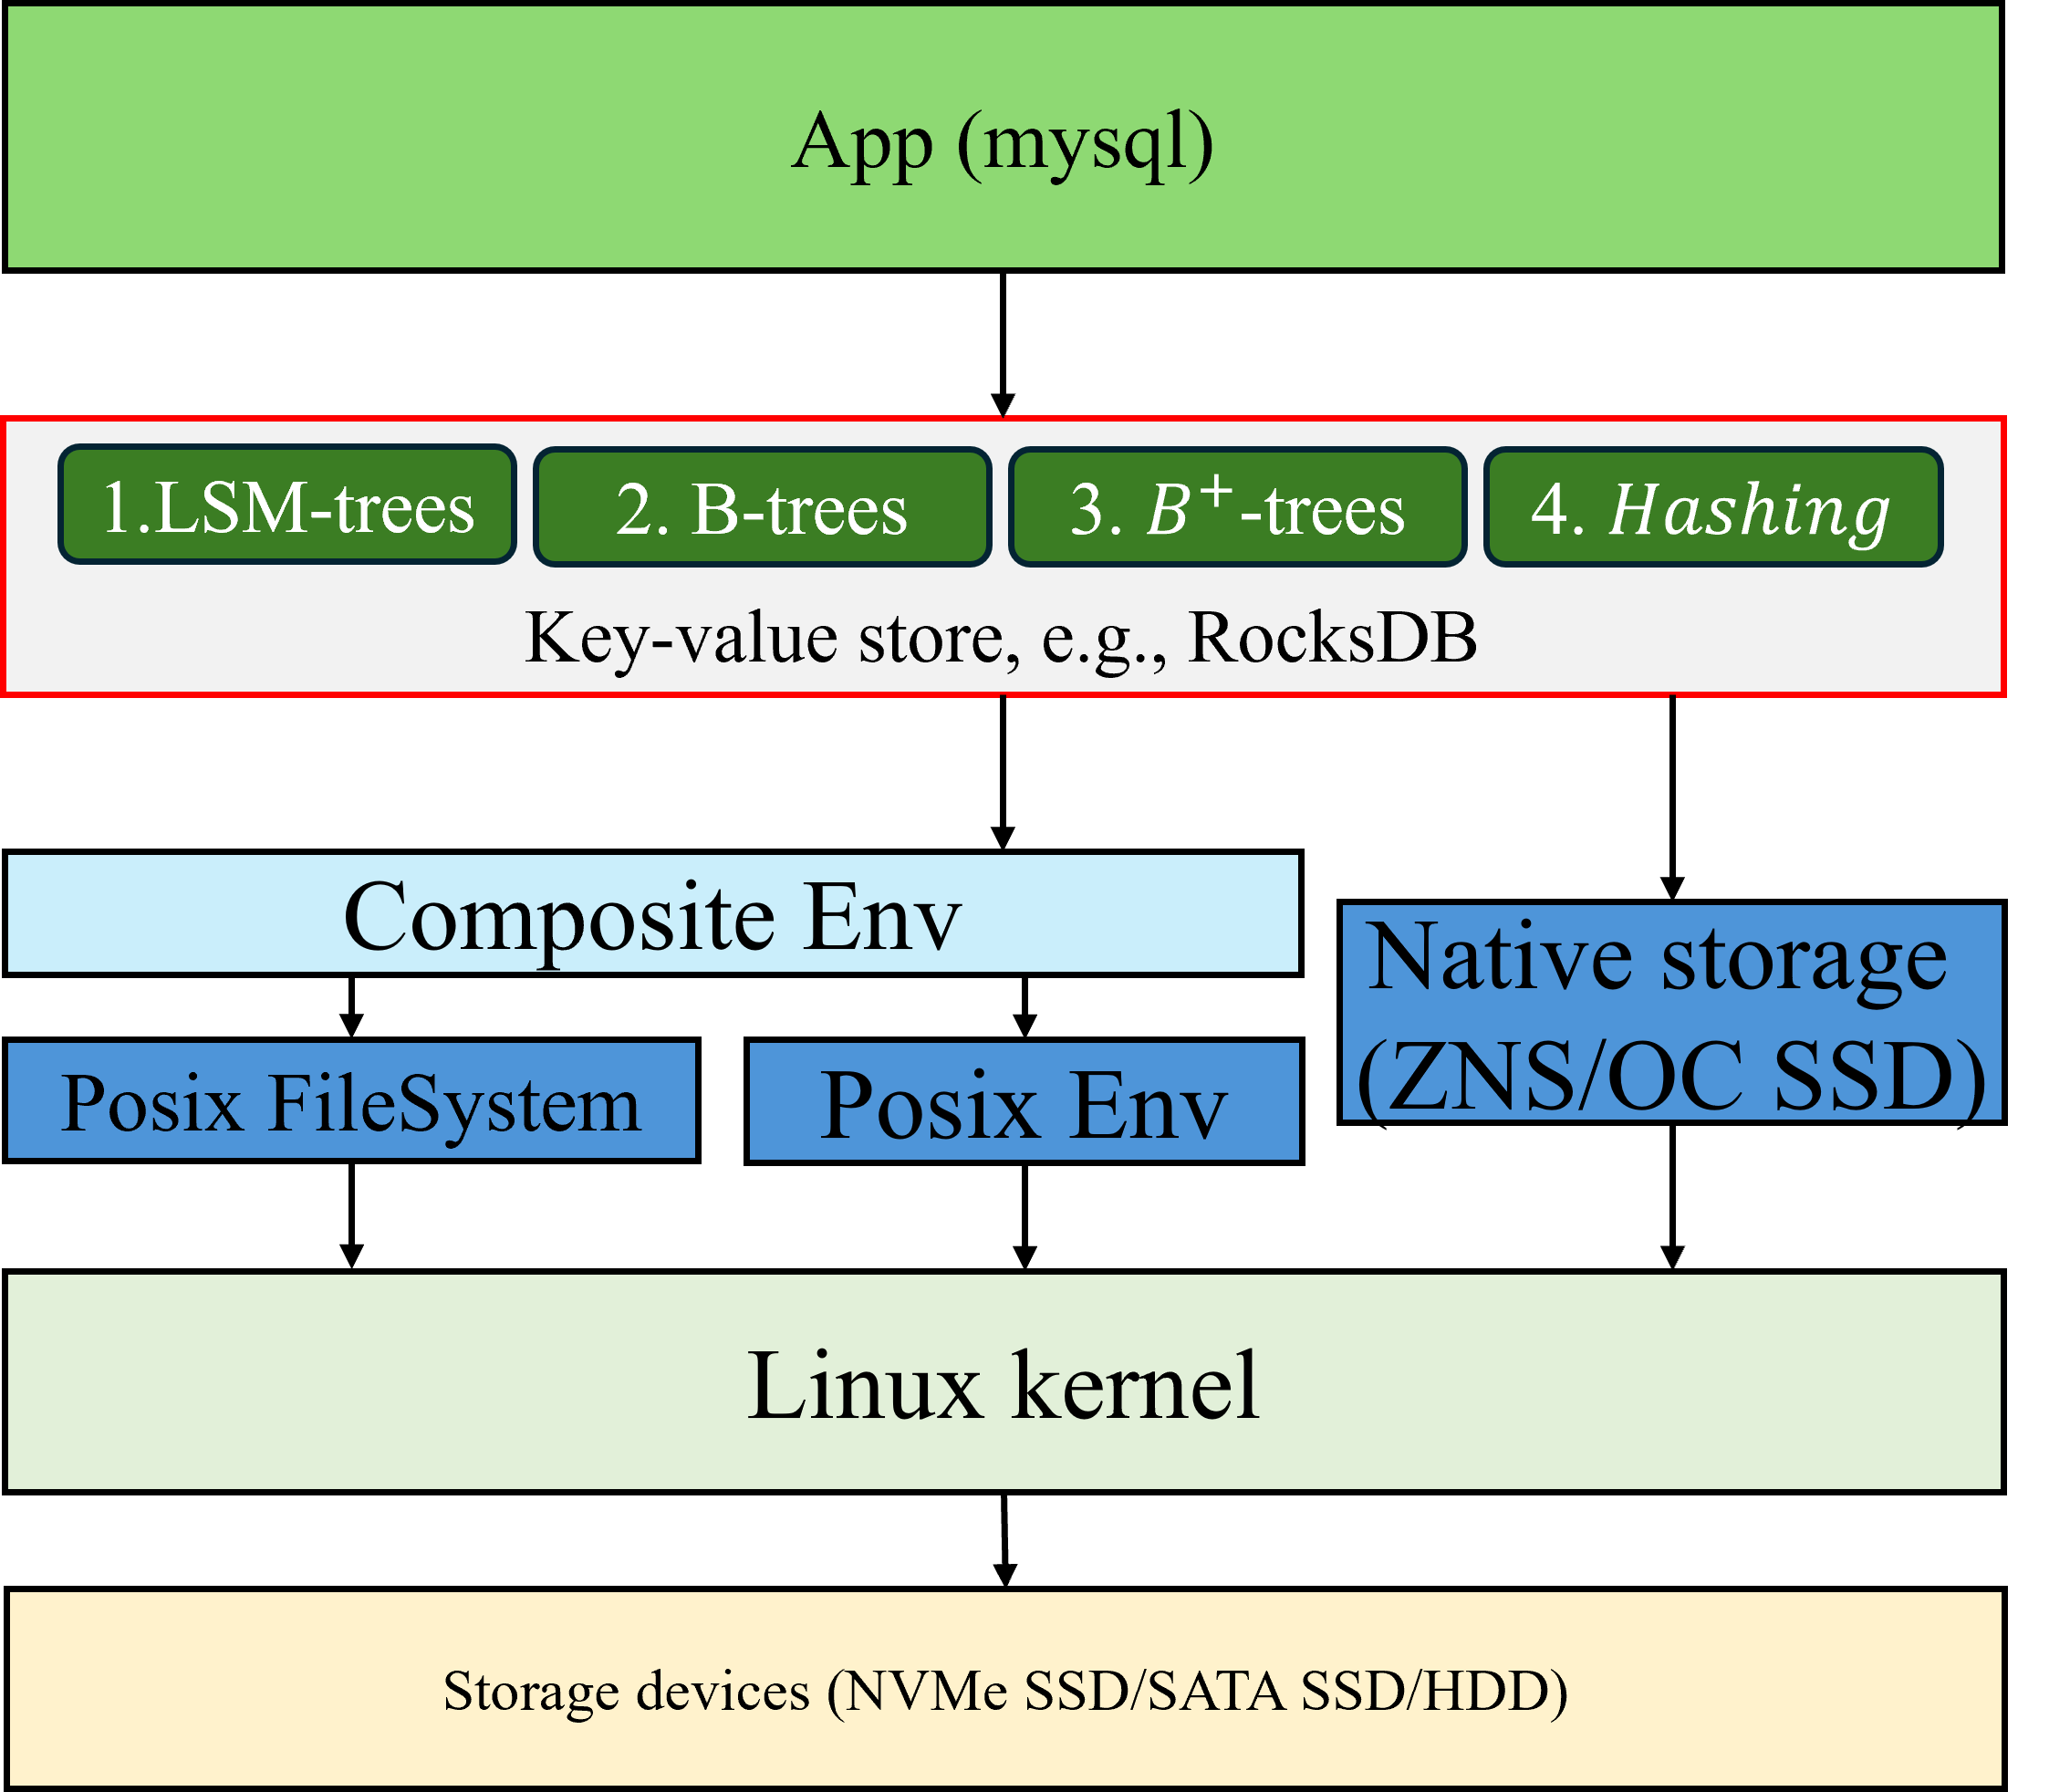 App (mysql)
1.LSM-trees
2. B-trees
3. B⁺-trees
4. Hashing
Key-value store, e.g., RocksDB
Composite Env
Native storage
(ZNS/OC SSD)
Posix FileSystem
Posix Env
Linux kernel
Storage devices (NVMe SSD/SATA SSD/HDD)